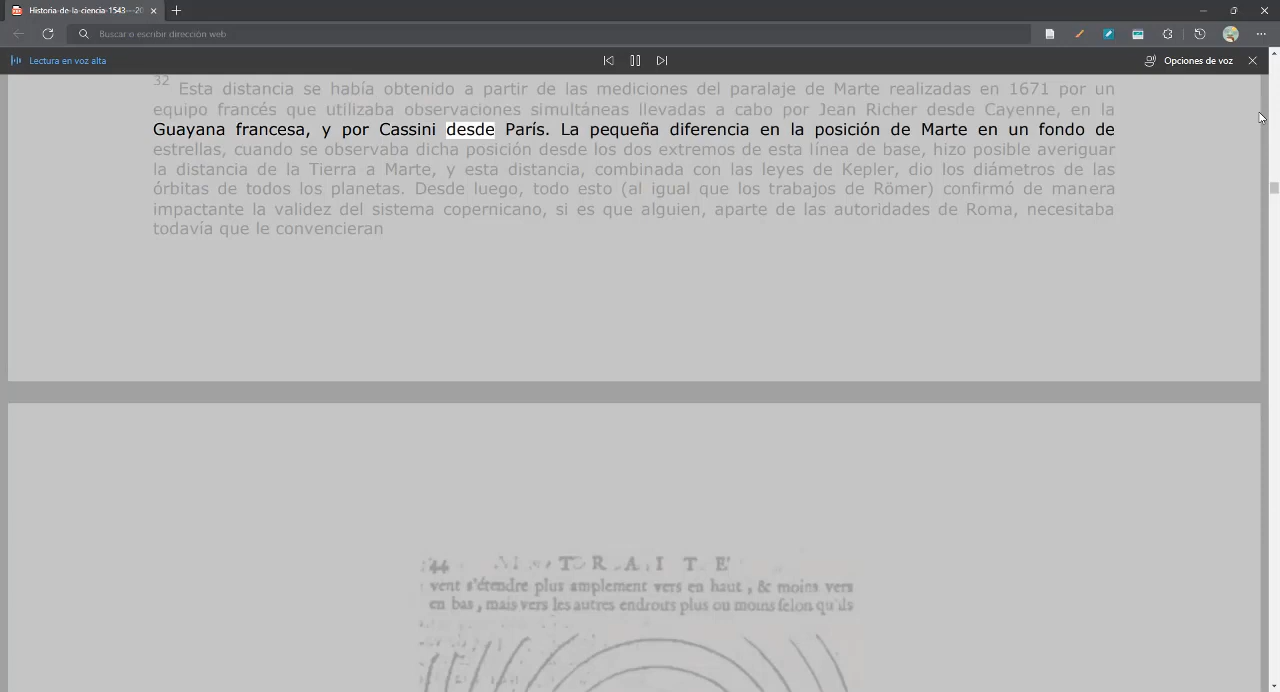 Historia-de-la-ciencia-1543---20
Buscar o escribir dirección web
Lectura en voz alta
Opciones de voz
32 Esta distancia se había obtenido a partir de las mediciones del paralaje de Marte realizadas en 1671 por un
equipo francés que utilizaba observaciones simultáneas llevadas a cabo por Jean Richer desde Cayenne, en la
Guayana francesa, y por Cassini desde París. La pequeña diferencia en la posición de Marte en un fondo de
estrellas, cuando se observaba dicha posición desde los dos extremos de esta línea de base, hizo posible averiguar
la distancia de la Tierra a Marte, y esta distancia, combinada con las leyes de Kepler, dio los diámetros de las
órbitas de todos los planetas. Desde luego, todo esto (al igual que los trabajos de Römer) confirmó de manera
impactante la validez del sistema copernicano, si es que alguien, aparte de las autoridades de Roma, necesitaba
todavía que le convencieran
44 T R A I T E'
vent s'étendre plus amplement vers en haut, & moins vers
en bas, mais vers les autres endroits plus ou moins selon qu'ils